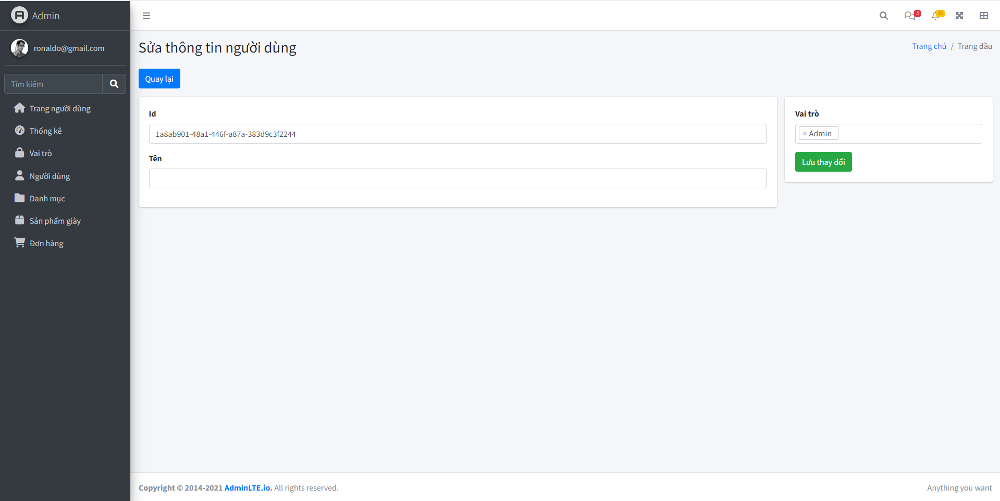 Admin
ronaldo@gmail.com
Tìm kiếm
Trang người dùng
Thống kê
Vai trò
Người dùng
Danh mục
Sản phẩm giày
Đơn hàng
3
15
Sửa thông tin người dùng
Trang chủ / Trang đầu
Quay lại
Id
1a8ab901-48a1-446f-a87a-383d9c3f2244
Tên
Vai trò
× Admin
Lưu thay đổi
Copyright © 2014-2021 AdminLTE.io. All rights reserved.
Anything you want